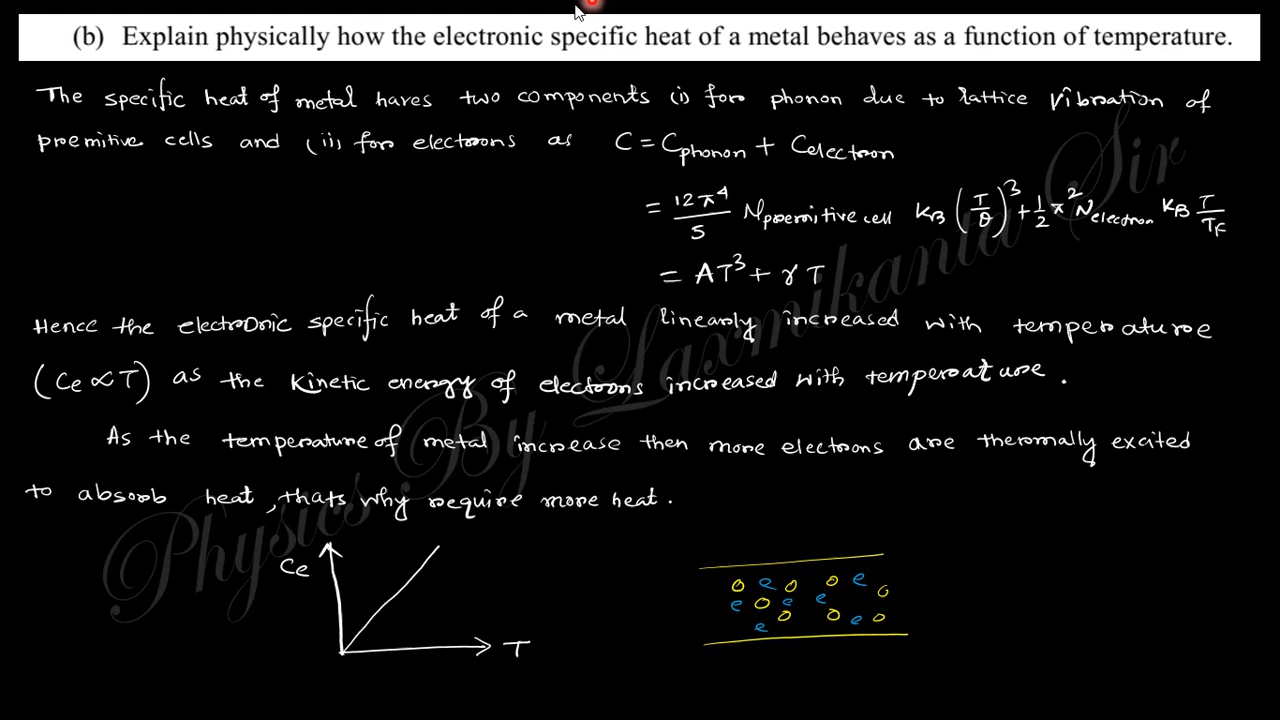 (b) Explain physically how the electronic specific heat of a metal behaves as a function of temperature.
The specific heat of metal haves two components (i) for phonon due to lattice vibration of
premitive cells and (ii) for electrons as C = Cphonon + Celectron
= 12π⁴/5 Npremitive cell KB (T/θ)³ + 1/2 π² Nelectron KB T/TF
= AT³ + γT
Hence the electronic specific heat of a metal linearly increased with temperature
(Ce ∝ T) as the kinetic energy of electrons increased with temperature.
As the temperature of metal increase then more electrons are thermally excited
to absorb heat, thats why require more heat.
Ce
T
e e
e e e
e e
Physics By Laxmikanta Sir